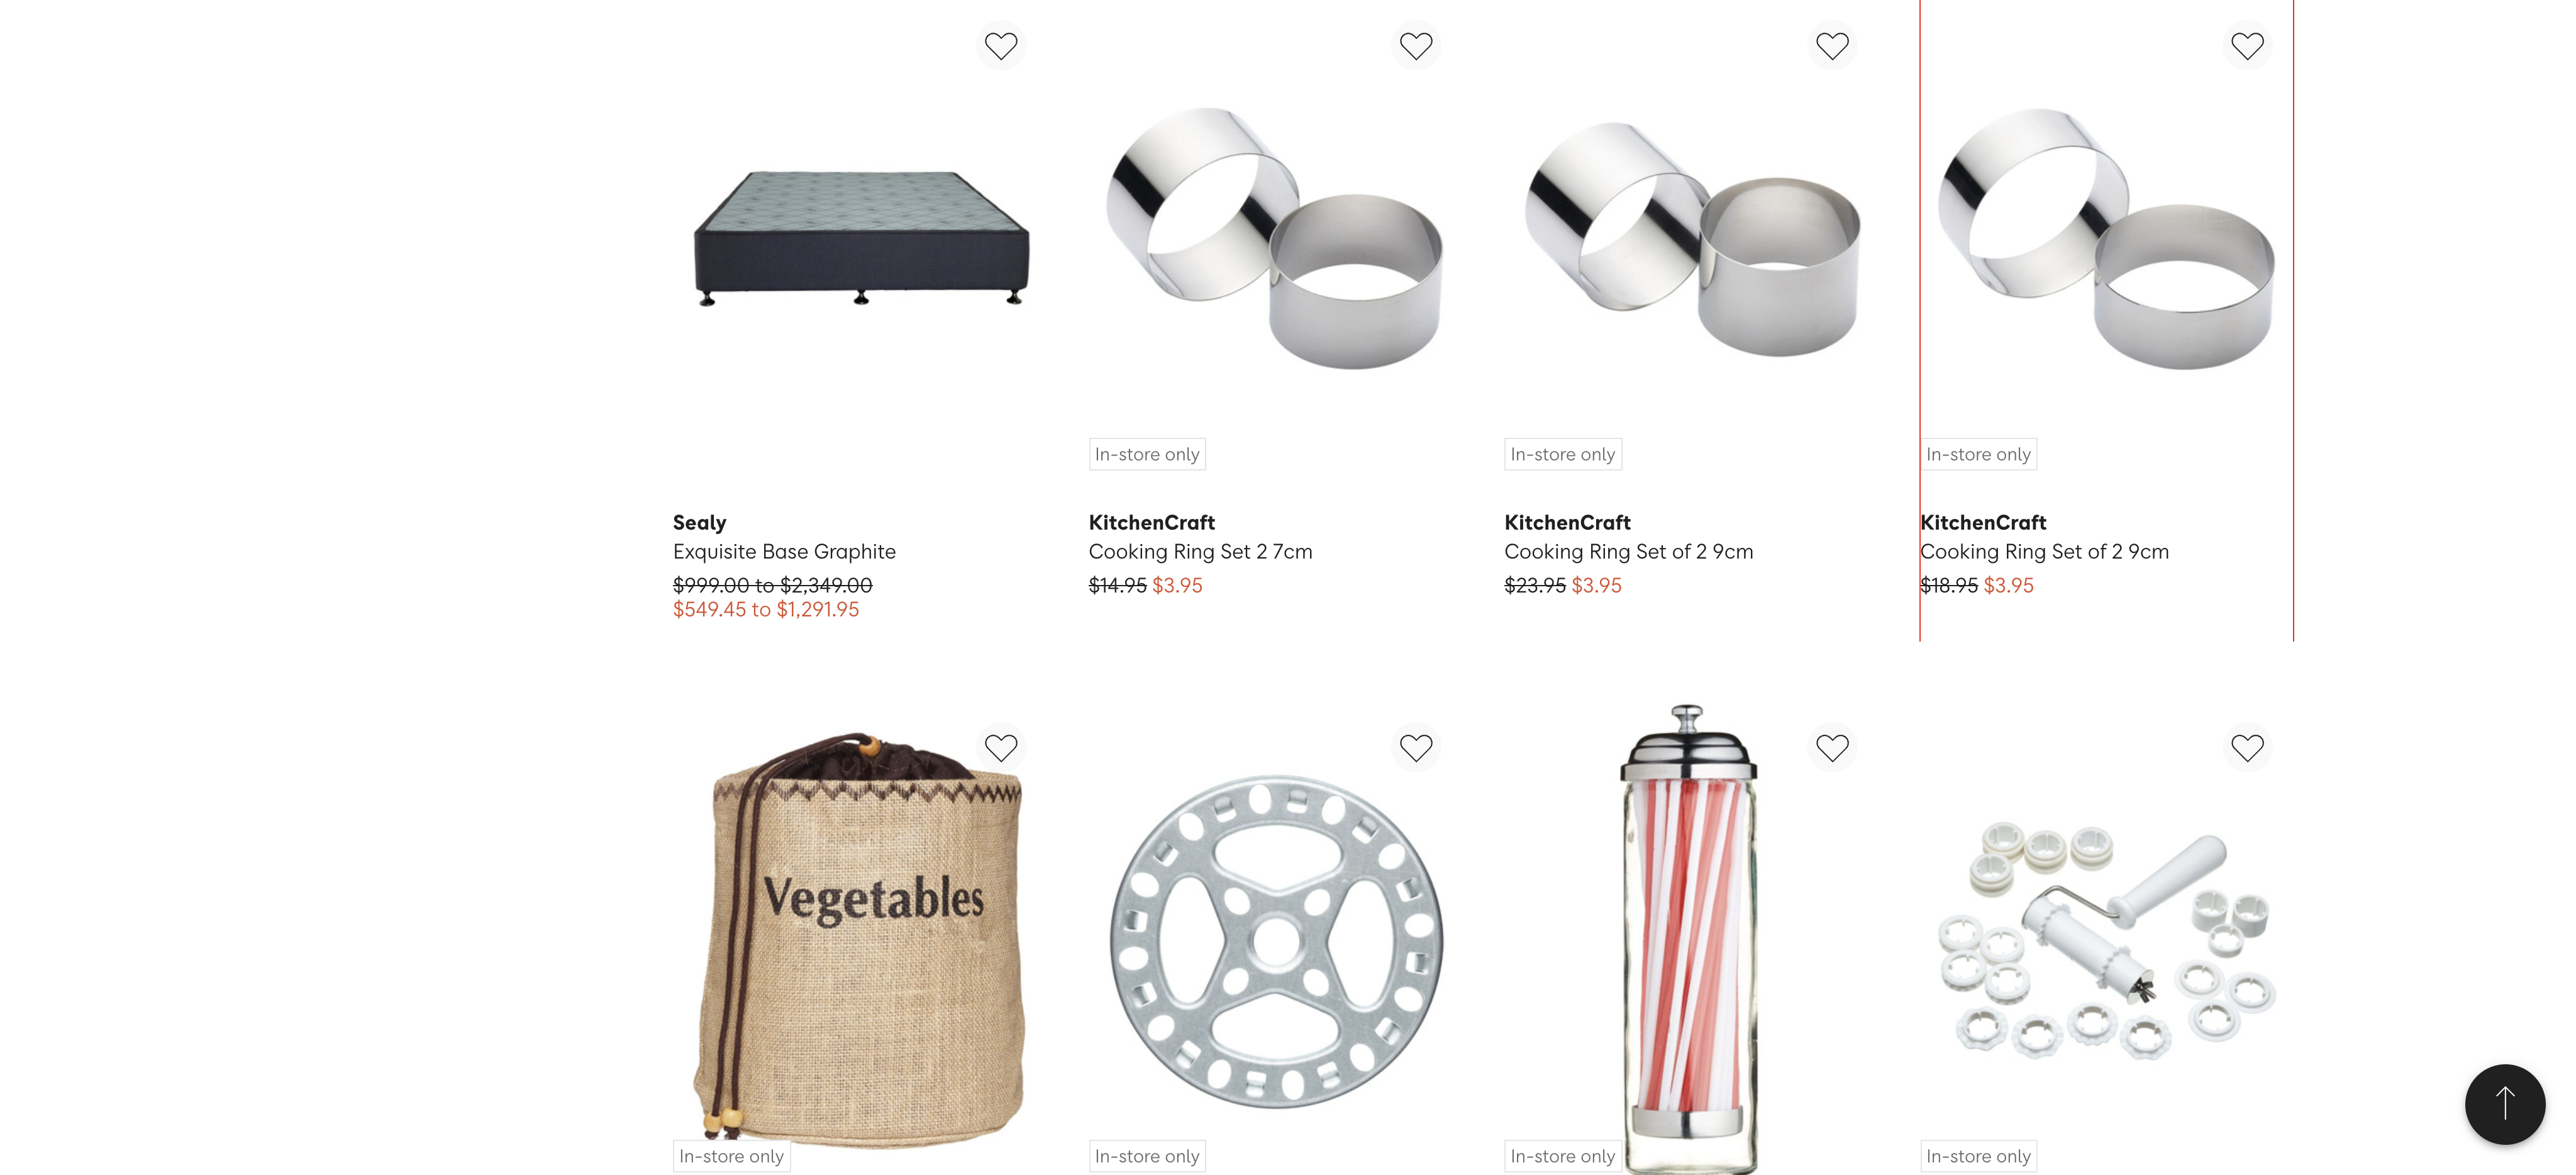 In-store only
In-store only
In-store only
Sealy
Exquisite Base Graphite
$999.00 to $2,349.00
$549.45 to $1,291.95
KitchenCraft
Cooking Ring Set 2 7cm
$14.95 $3.95
KitchenCraft
Cooking Ring Set of 2 9cm
$23.95 $3.95
KitchenCraft
Cooking Ring Set of 2 9cm
$18.95 $3.95
Vegetables
In-store only
In-store only
In-store only
In-store only